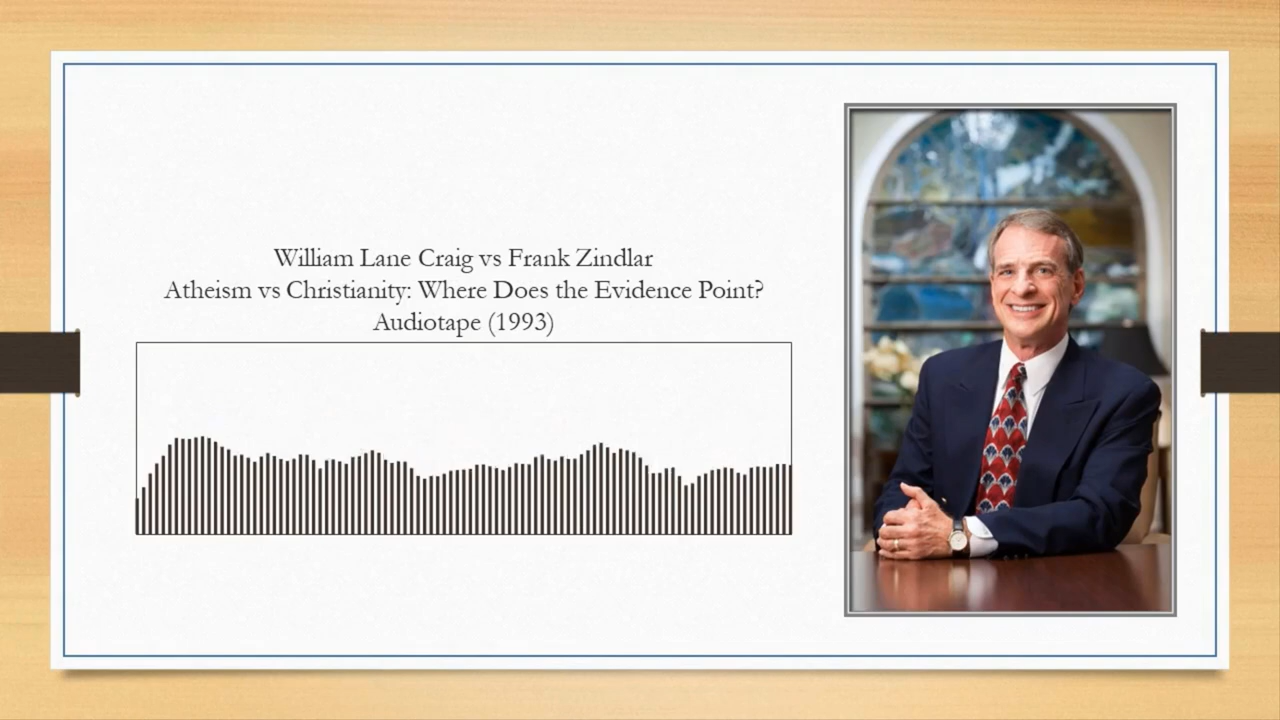 William Lane Craig vs Frank Zindlar
Atheism vs Christianity: Where Does the Evidence Point?
Audiotape (1993)